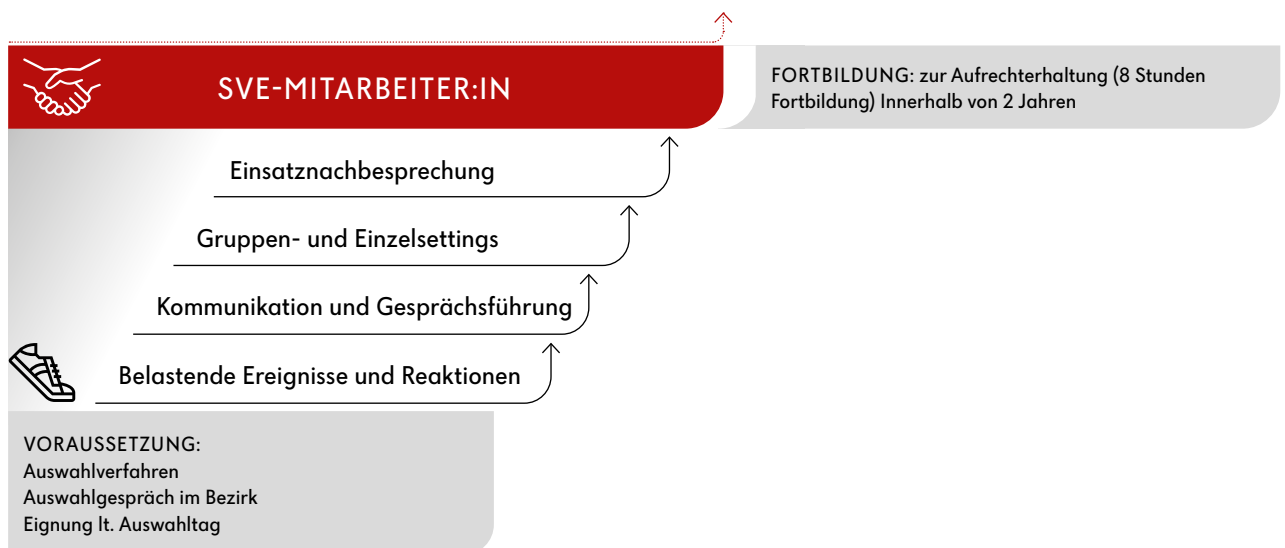 SVE-MITARBEITER:IN
FORTBILDUNG: zur Aufrechterhaltung (8 Stunden
Fortbildung) Innerhalb von 2 Jahren
Einsatznachbesprechung
Gruppen- und Einzelsettings
Kommunikation und Gesprächsführung
Belastende Ereignisse und Reaktionen
VORAUSSETZUNG:
Auswahlverfahren
Auswahlgespräch im Bezirk
Eignung lt. Auswahltag